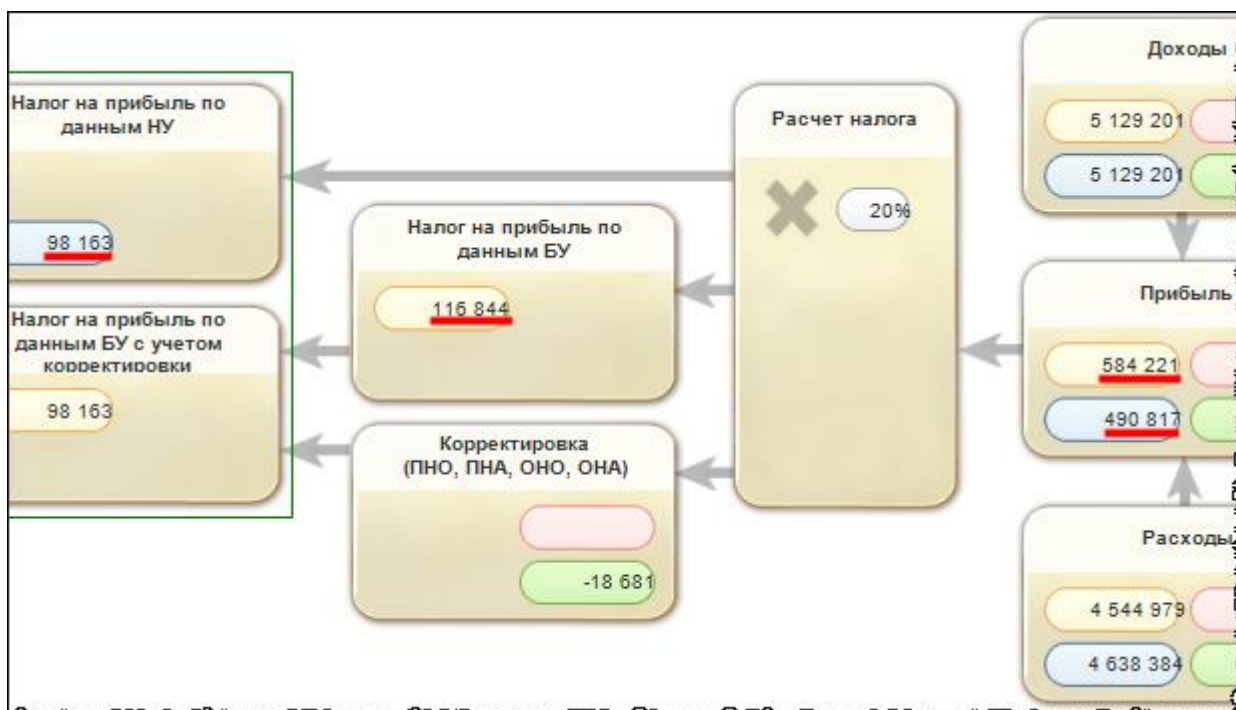 Налог на прибыль по
данным НУ
98 163
Налог на прибыль по
данным БУ с учетом
корректировки
98 163
Налог на прибыль по
данным БУ
116 844
Корректировка
(ПНО, ПНА, ОНО, ОНА)
-18 681
Расчет налога
20%
Доходы
5 129 201
5 129 201
Прибыль
584 221
490 817
Расходы
4 544 979
4 638 384